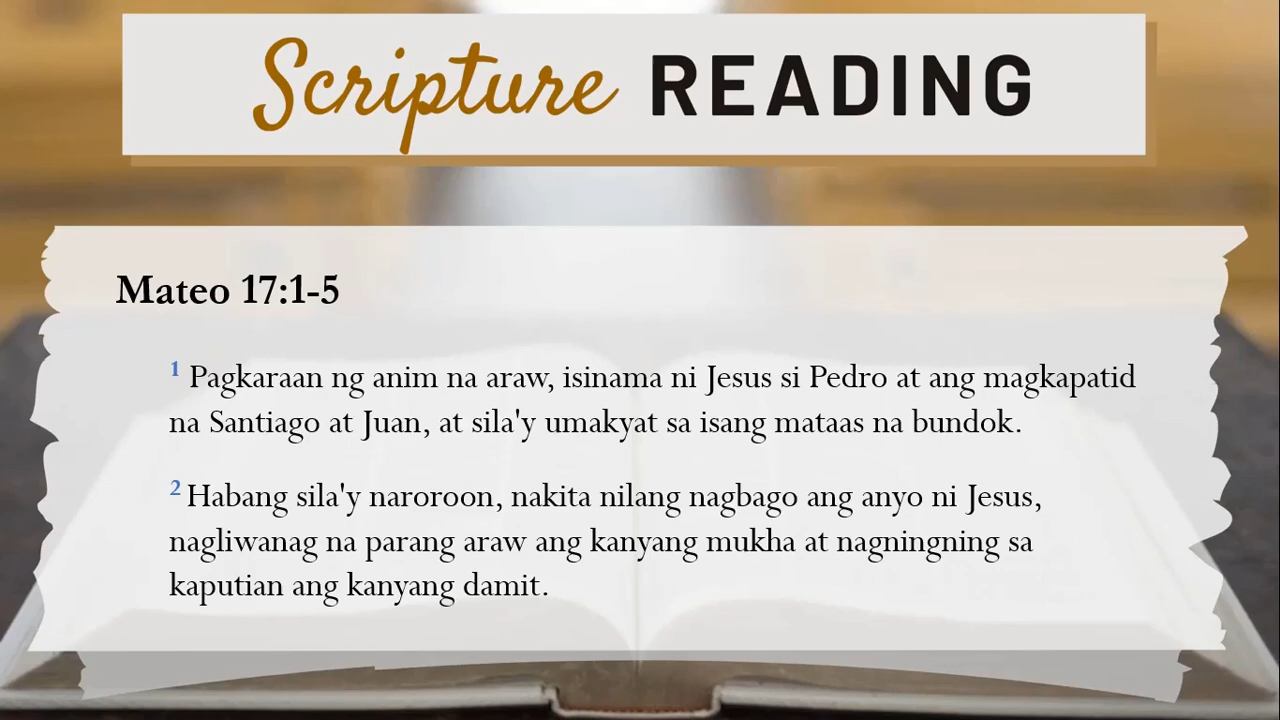 Scripture READING
Mateo 17:1-5
1 Pagkaraan ng anim na araw, isinama ni Jesus si Pedro at ang magkapatid
na Santiago at Juan, at sila'y umakyat sa isang mataas na bundok.
2 Habang sila'y naroroon, nakita nilang nagbago ang anyo ni Jesus,
nagliwanag na parang araw ang kanyang mukha at nagningning sa
kaputian ang kanyang damit.